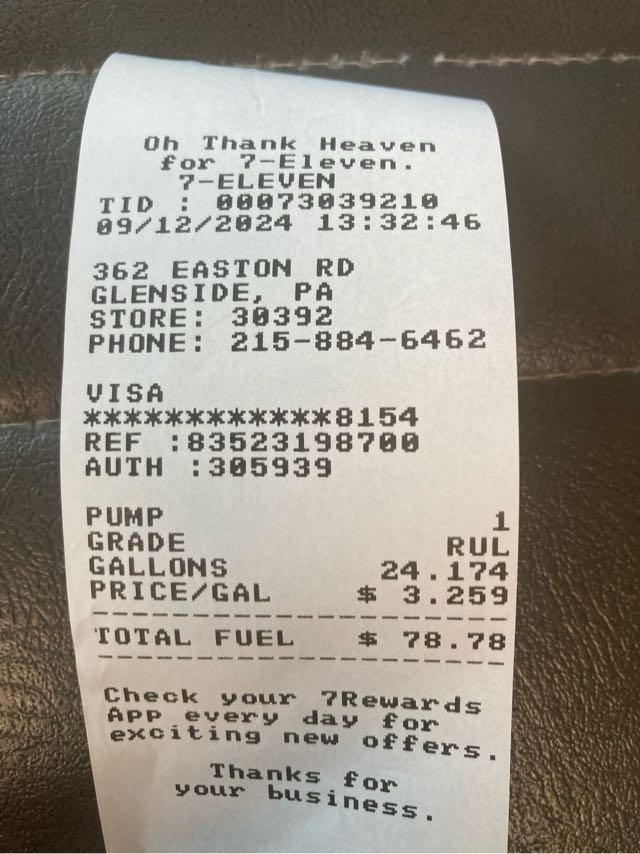 Oh Thank Heaven
for 7-Eleven.
7-ELEVEN
TID : 00073039210
09/12/2024 13:32:46
362 EASTON RD
GLENSIDE, PA
STORE: 30392
PHONE: 215-884-6462
VISA
************8154
REF :83523198700
AUTH :305939
PUMP 1
GRADE RUL
GALLONS 24.174
PRICE/GAL $ 3.259
--------------------------------
TOTAL FUEL $ 78.78
--------------------------------
Check your 7Rewards
App every day for
exciting new offers.
Thanks for
your business.